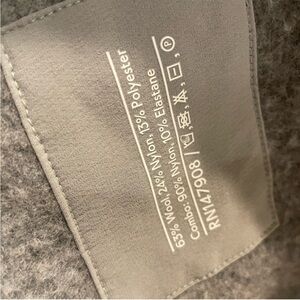 63% Wool, 24% Nylon, 13% Polyester
Combo: 90% Nylon, 10% Elastane
RN147908 /